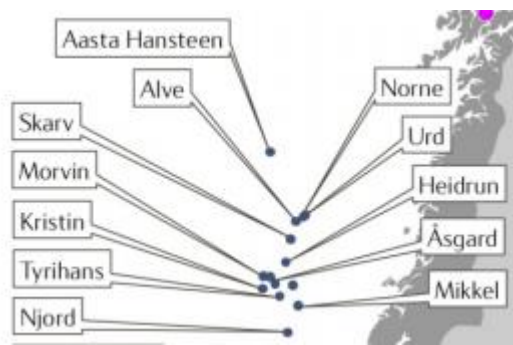 Aasta Hansteen
Alve
Norne
Skarv
Urd
Morvin
Heidrun
Kristin
Åsgard
Tyrihans
Mikkel
Njord